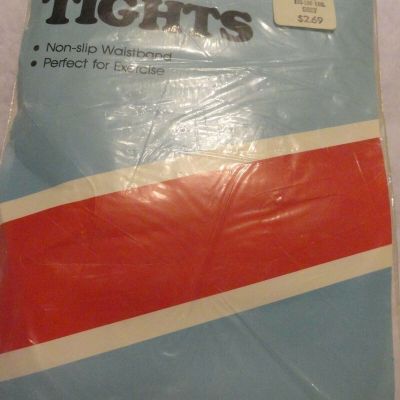 TIGHTS
• Non-slip Waistband
• Perfect for Exercise
$2.69